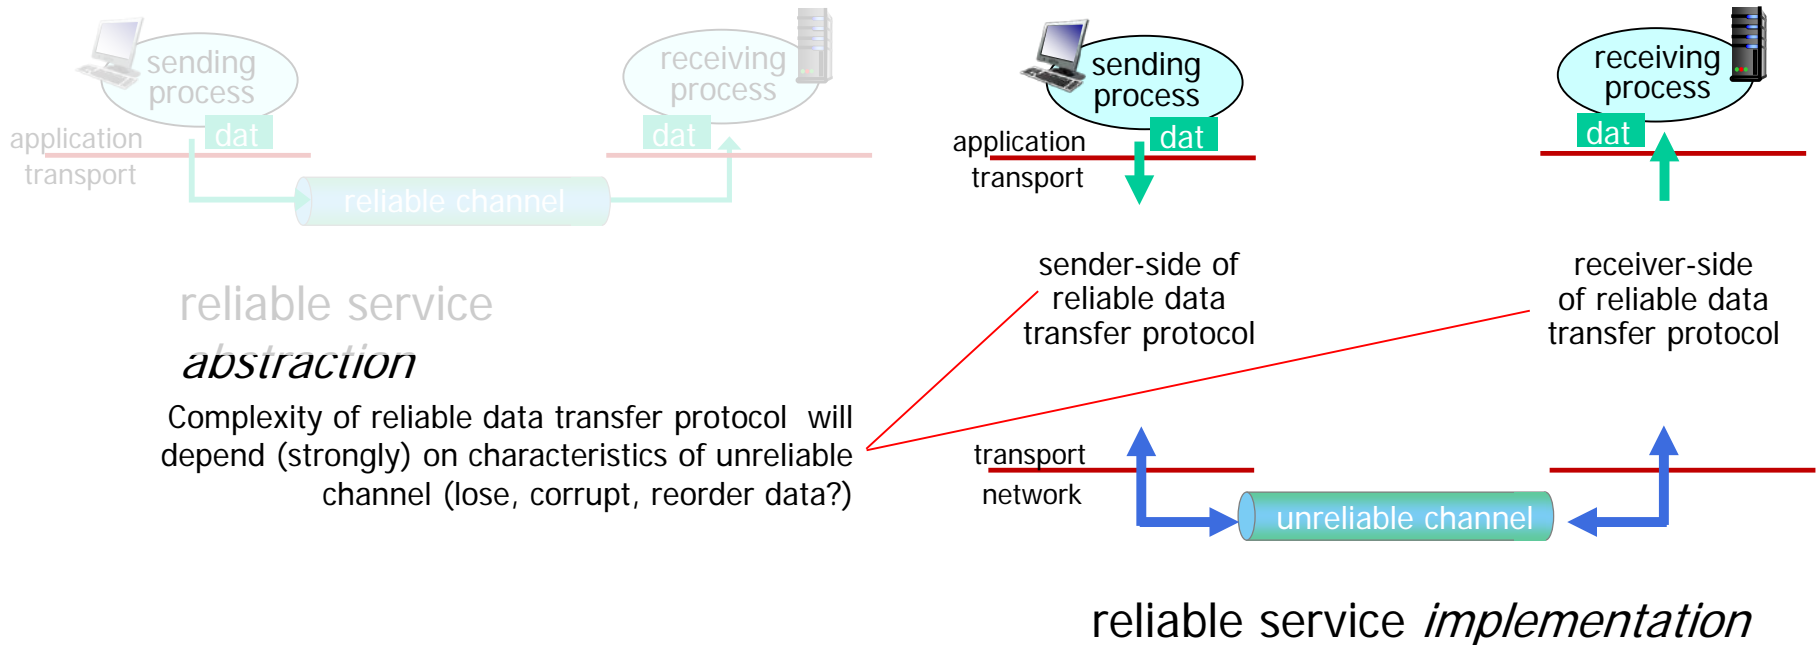 sending
process
dat
application
transport
receiving
process
dat
reliable channel
reliable service
abstraction
Complexity of reliable data transfer protocol will
depend (strongly) on characteristics of unreliable
channel (lose, corrupt, reorder data?)
sending
process
dat
application
transport
receiving
process
dat
sender-side of
reliable data
transfer protocol
receiver-side
of reliable data
transfer protocol
transport
network
unreliable channel
reliable service implementation